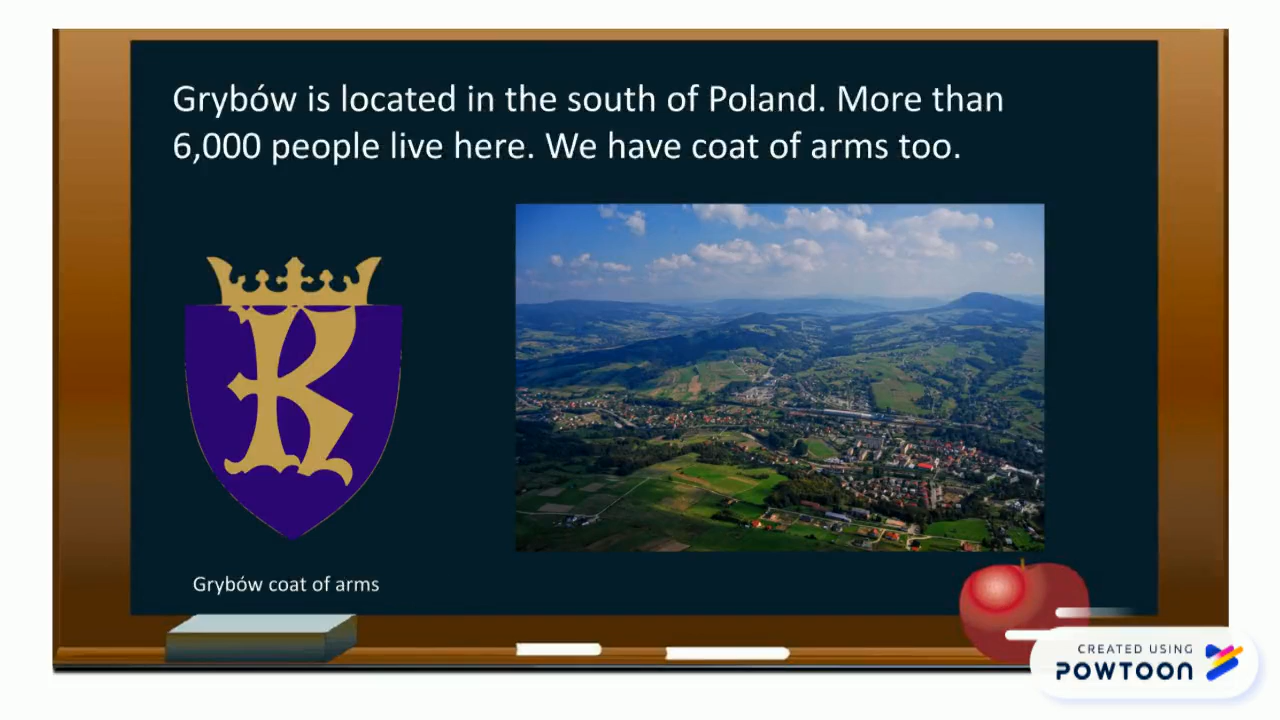 Grybów is located in the south of Poland. More than
6,000 people live here. We have coat of arms too.
Grybów coat of arms
CREATED USING
POWTOON